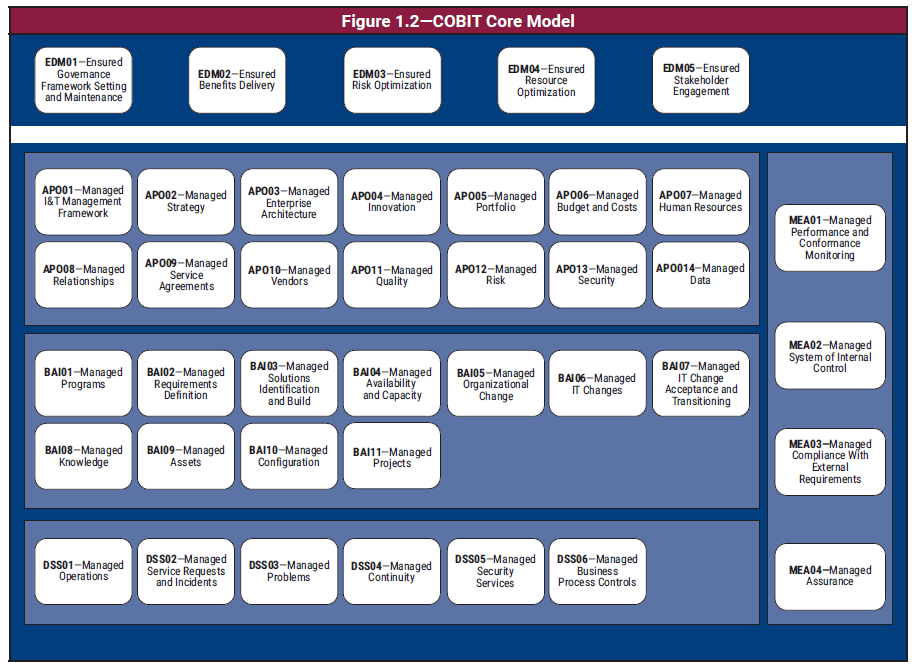 Figure 1.2—COBIT Core Model
EDM01—Ensured
Governance
Framework Setting
and Maintenance
EDM02—Ensured
Benefits Delivery
EDM03—Ensured
Risk Optimization
EDM04—Ensured
Resource
Optimization
EDM05—Ensured
Stakeholder
Engagement
APO01—Managed
I&T Management
Framework
APO02—Managed
Strategy
APO03—Managed
Enterprise
Architecture
APO04—Managed
Innovation
APO05—Managed
Portfolio
APO06—Managed
Budget and Costs
APO07—Managed
Human Resources
APO08—Managed
Relationships
APO09—Managed
Service
Agreements
APO10—Managed
Vendors
APO11—Managed
Quality
APO12—Managed
Risk
APO13—Managed
Security
APO014—Managed
Data
BAI01—Managed
Programs
BAI02—Managed
Requirements
Definition
BAI03—Managed
Solutions
Identification
and Build
BAI04—Managed
Availability
and Capacity
BAI05—Managed
Organizational
Change
BAI06—Managed
IT Changes
BAI07—Managed
IT Change
Acceptance and
Transitioning
BAI08—Managed
Knowledge
BAI09—Managed
Assets
BAI10—Managed
Configuration
BAI11—Managed
Projects
DSS01—Managed
Operations
DSS02—Managed
Service Requests
and Incidents
DSS03—Managed
Problems
DSS04—Managed
Continuity
DSS05—Managed
Security
Services
DSS06—Managed
Business
Process Controls
MEA01—Managed
Performance and
Conformance
Monitoring
MEA02—Managed
System of Internal
Control
MEA03—Managed
Compliance With
External
Requirements
MEA04—Managed
Assurance